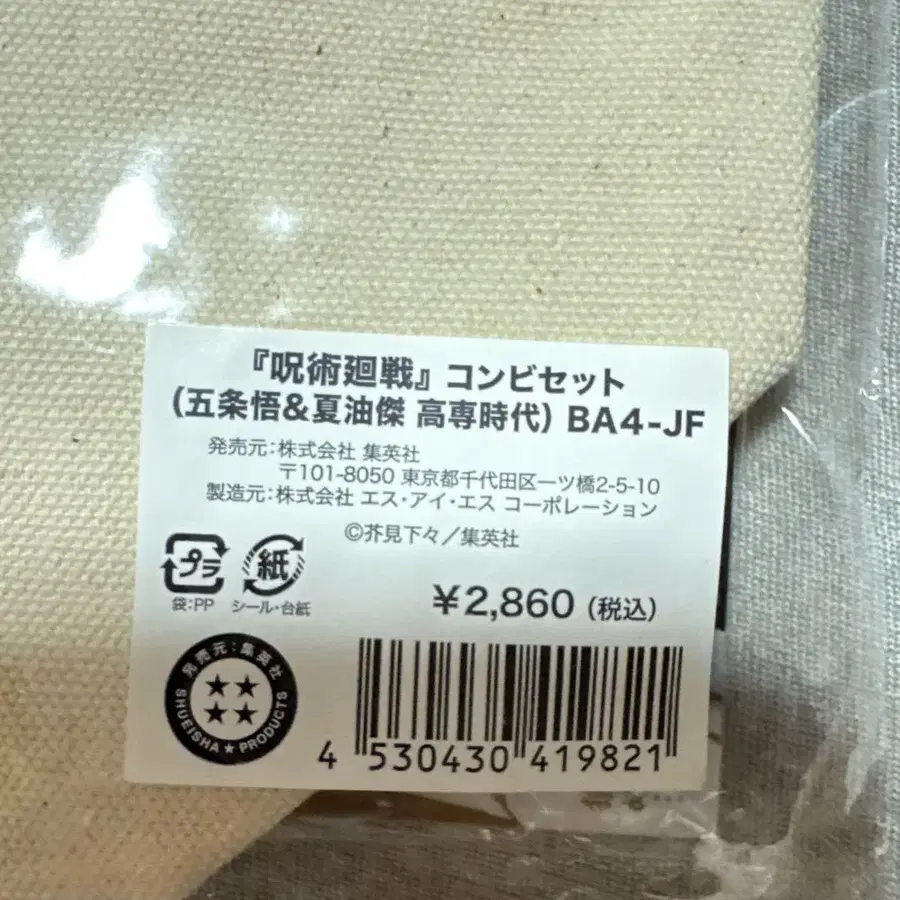 『呪術廻戦』コンビセット
(五条悟&夏油傑 高専時代) BA4-JF
発売元:株式会社 集英社
〒101-8050 東京都千代田区一ツ橋2-5-10
製造元:株式会社 エス・アイ・エス コーポレーション
©芥見下々/集英社
プラ
紙
袋:PP
シール・台紙
¥2,860 (税込)
発売元:集英社
SHUEISHA★PRODUCTS
4 530430 419821